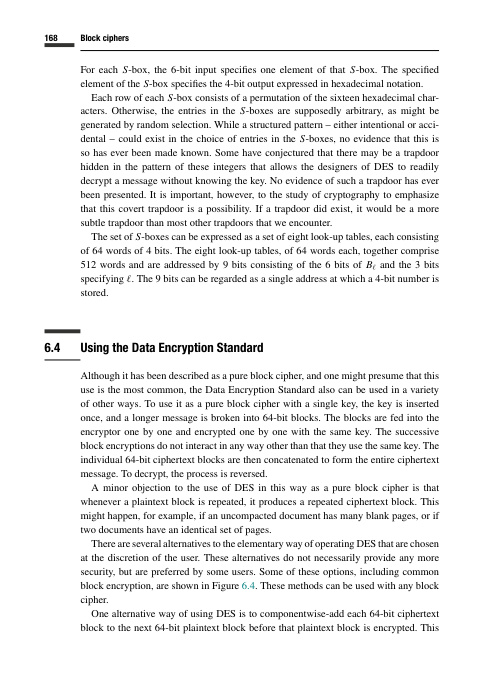 168 Block ciphers
For each S-box, the 6-bit input specifies one element of that S-box. The specified
element of the S-box specifies the 4-bit output expressed in hexadecimal notation.
Each row of each S-box consists of a permutation of the sixteen hexadecimal char-
acters. Otherwise, the entries in the S-boxes are supposedly arbitrary, as might be
generated by random selection. While a structured pattern – either intentional or acci-
dental – could exist in the choice of entries in the S-boxes, no evidence that this is
so has ever been made known. Some have conjectured that there may be a trapdoor
hidden in the pattern of these integers that allows the designers of DES to readily
decrypt a message without knowing the key. No evidence of such a trapdoor has ever
been presented. It is important, however, to the study of cryptography to emphasize
that this covert trapdoor is a possibility. If a trapdoor did exist, it would be a more
subtle trapdoor than most other trapdoors that we encounter.
The set of S-boxes can be expressed as a set of eight look-up tables, each consisting
of 64 words of 4 bits. The eight look-up tables, of 64 words each, together comprise
512 words and are addressed by 9 bits consisting of the 6 bits of Bℓ and the 3 bits
specifying ℓ. The 9 bits can be regarded as a single address at which a 4-bit number is
stored.
6.4 Using the Data Encryption Standard
Although it has been described as a pure block cipher, and one might presume that this
use is the most common, the Data Encryption Standard also can be used in a variety
of other ways. To use it as a pure block cipher with a single key, the key is inserted
once, and a longer message is broken into 64-bit blocks. The blocks are fed into the
encryptor one by one and encrypted one by one with the same key. The successive
block encryptions do not interact in any way other than that they use the same key. The
individual 64-bit ciphertext blocks are then concatenated to form the entire ciphertext
message. To decrypt, the process is reversed.
A minor objection to the use of DES in this way as a pure block cipher is that
whenever a plaintext block is repeated, it produces a repeated ciphertext block. This
might happen, for example, if an uncompacted document has many blank pages, or if
two documents have an identical set of pages.
There are several alternatives to the elementary way of operating DES that are chosen
at the discretion of the user. These alternatives do not necessarily provide any more
security, but are preferred by some users. Some of these options, including common
block encryption, are shown in Figure 6.4. These methods can be used with any block
cipher.
One alternative way of using DES is to componentwise-add each 64-bit ciphertext
block to the next 64-bit plaintext block before that plaintext block is encrypted. This